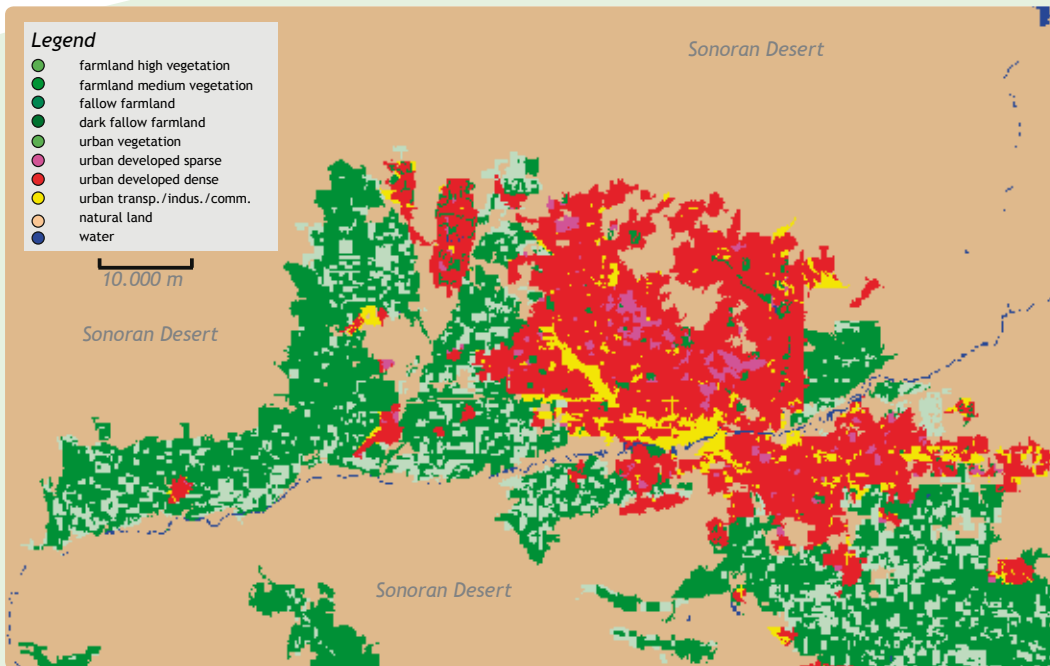 Legend
farmland high vegetation
farmland medium vegetation
fallow farmland
dark fallow farmland
urban vegetation
urban developed sparse
urban developed dense
urban transp./indus./comm.
natural land
water
10.000 m
Sonoran Desert
Sonoran Desert
Sonoran Desert